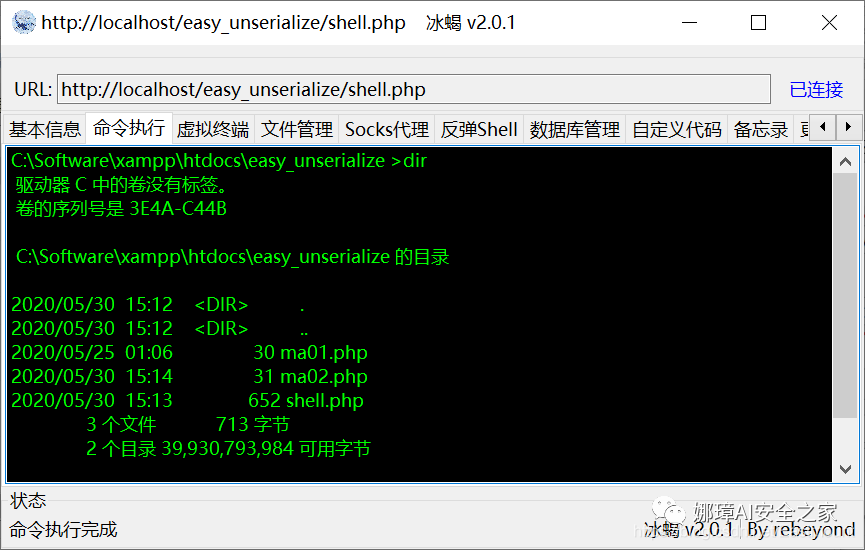 http://localhost/easy_unserialize/shell.php 冰蝎 v2.0.1
URL: http://localhost/easy_unserialize/shell.php 已连接
基本信息 命令执行 虚拟终端 文件管理 Socks代理 反弹Shell 数据库管理 自定义代码 备忘录
C:\Software\xampp\htdocs\easy_unserialize >dir
驱动器 C 中的卷没有标签。
卷的序列号是 3E4A-C44B
C:\Software\xampp\htdocs\easy_unserialize 的目录
2020/05/30 15:12 <DIR> .
2020/05/30 15:12 <DIR> ..
2020/05/25 01:06 30 ma01.php
2020/05/30 15:14 31 ma02.php
2020/05/30 15:13 652 shell.php
3 个文件 713 字节
2 个目录 39,930,793,984 可用字节
状态
娜璋AI安全之家
命令执行完成 冰蝎 v2.0.1 By rebeyond